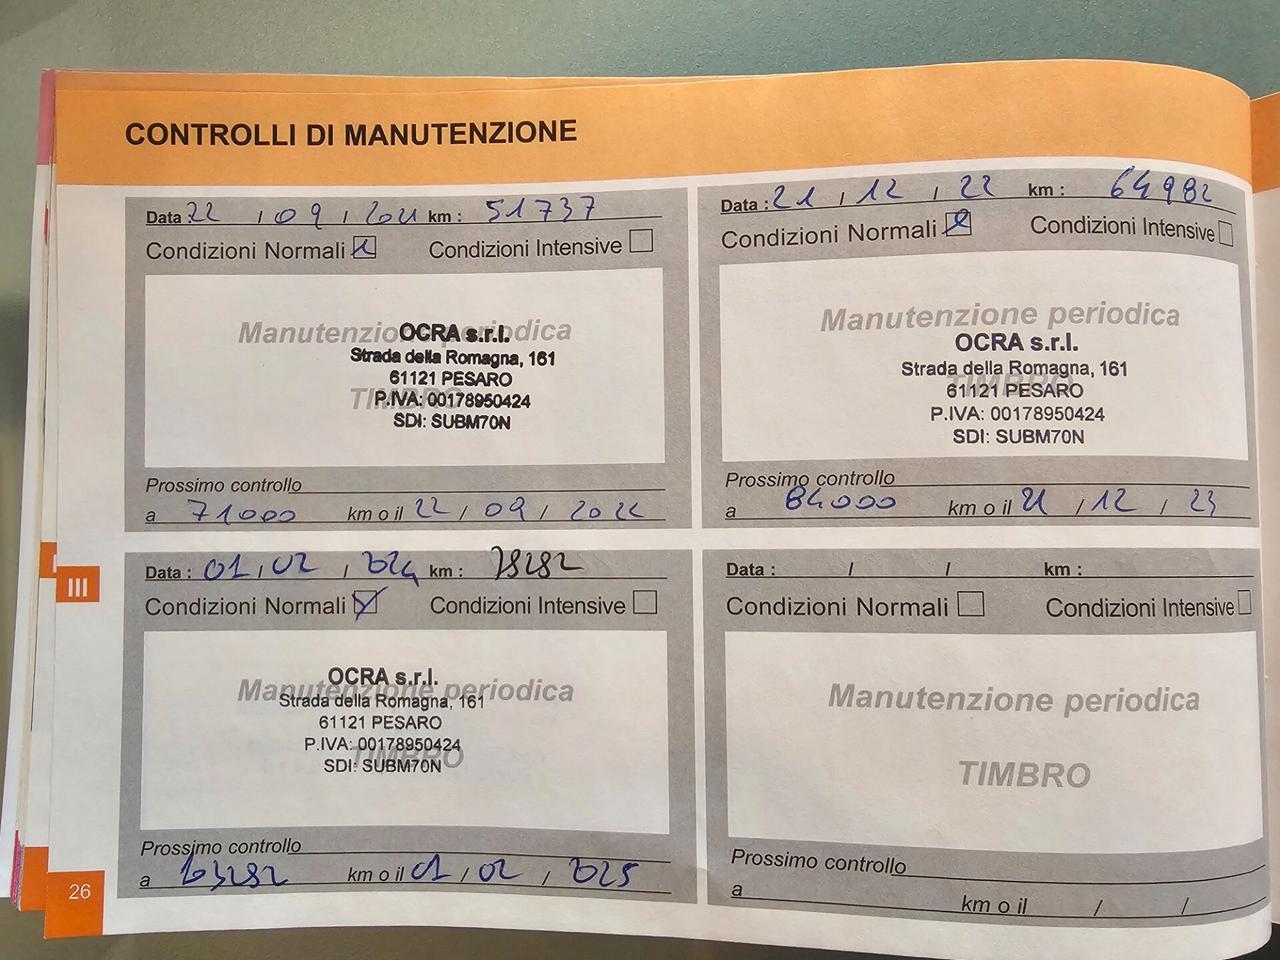 CONTROLLI DI MANUTENZIONE
Data : 22 / 09 / 2021 km : 51737
Condizioni Normali Condizioni Intensive
Manutenzione periodica
TIMBRO
OCRA s.r.l.
Strada della Romagna, 161
61121 PESARO
P.IVA: 00178950424
SDI: SUBM70N
Prossimo controllo
a 71000 km o il 22 / 09 / 2022
Data : 21 / 12 / 22 km : 64982
Condizioni Normali Condizioni Intensive
Manutenzione periodica
TIMBRO
OCRA s.r.l.
Strada della Romagna, 161
61121 PESARO
P.IVA: 00178950424
SDI: SUBM70N
Prossimo controllo
a 84000 km o il 21 / 12 / 23
III
Data : 01 / 02 / 2024 km :
Condizioni Normali Condizioni Intensive
Manutenzione periodica
TIMBRO
OCRA s.r.l.
Strada della Romagna, 161
61121 PESARO
P.IVA: 00178950424
SDI: SUBM70N
Prossimo controllo
a km o il 01 / 02 / 2025
Data : / / km :
Condizioni Normali Condizioni Intensive
Manutenzione periodica
TIMBRO
Prossimo controllo
a km o il / /
26